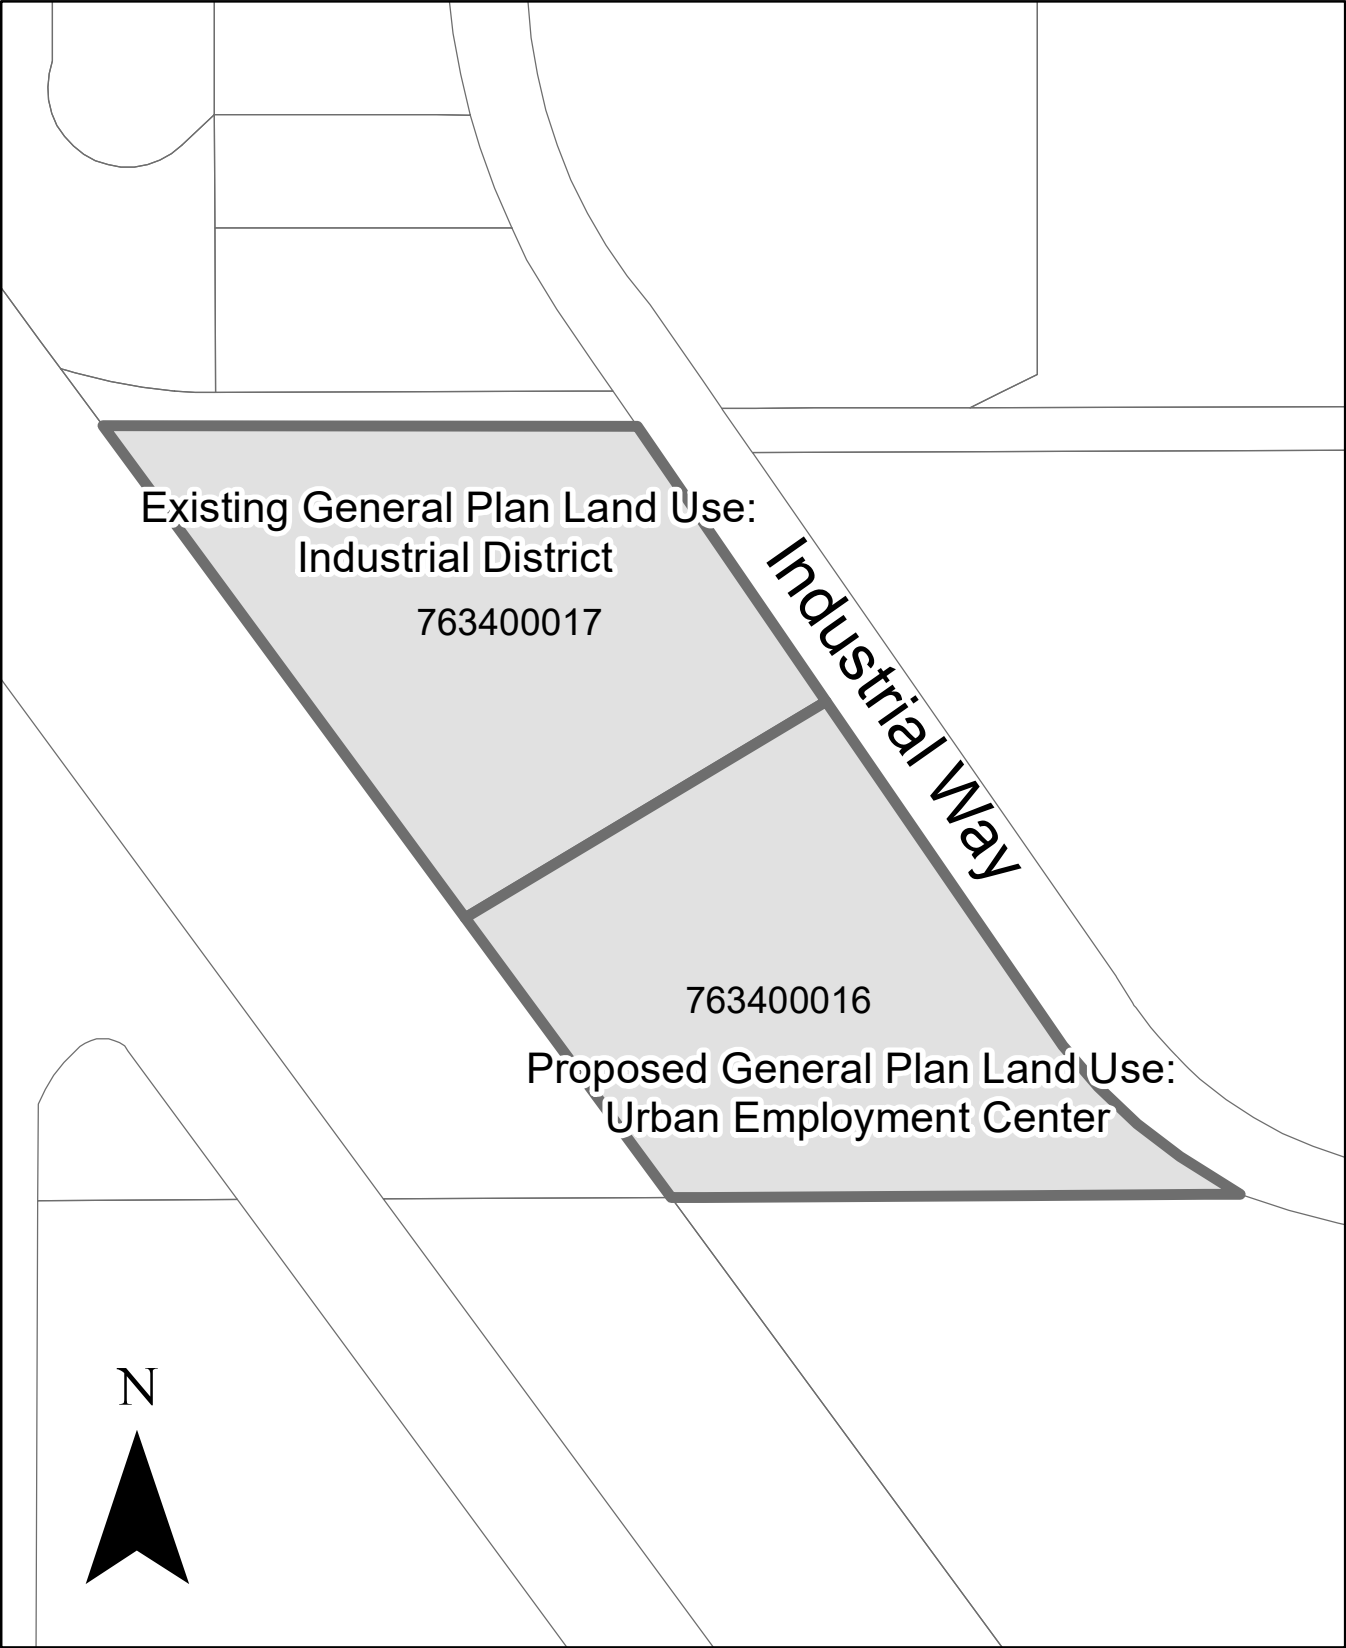 Existing General Plan Land Use:
Industrial District
763400017
Industrial Way
763400016
Proposed General Plan Land Use:
Urban Employment Center
N